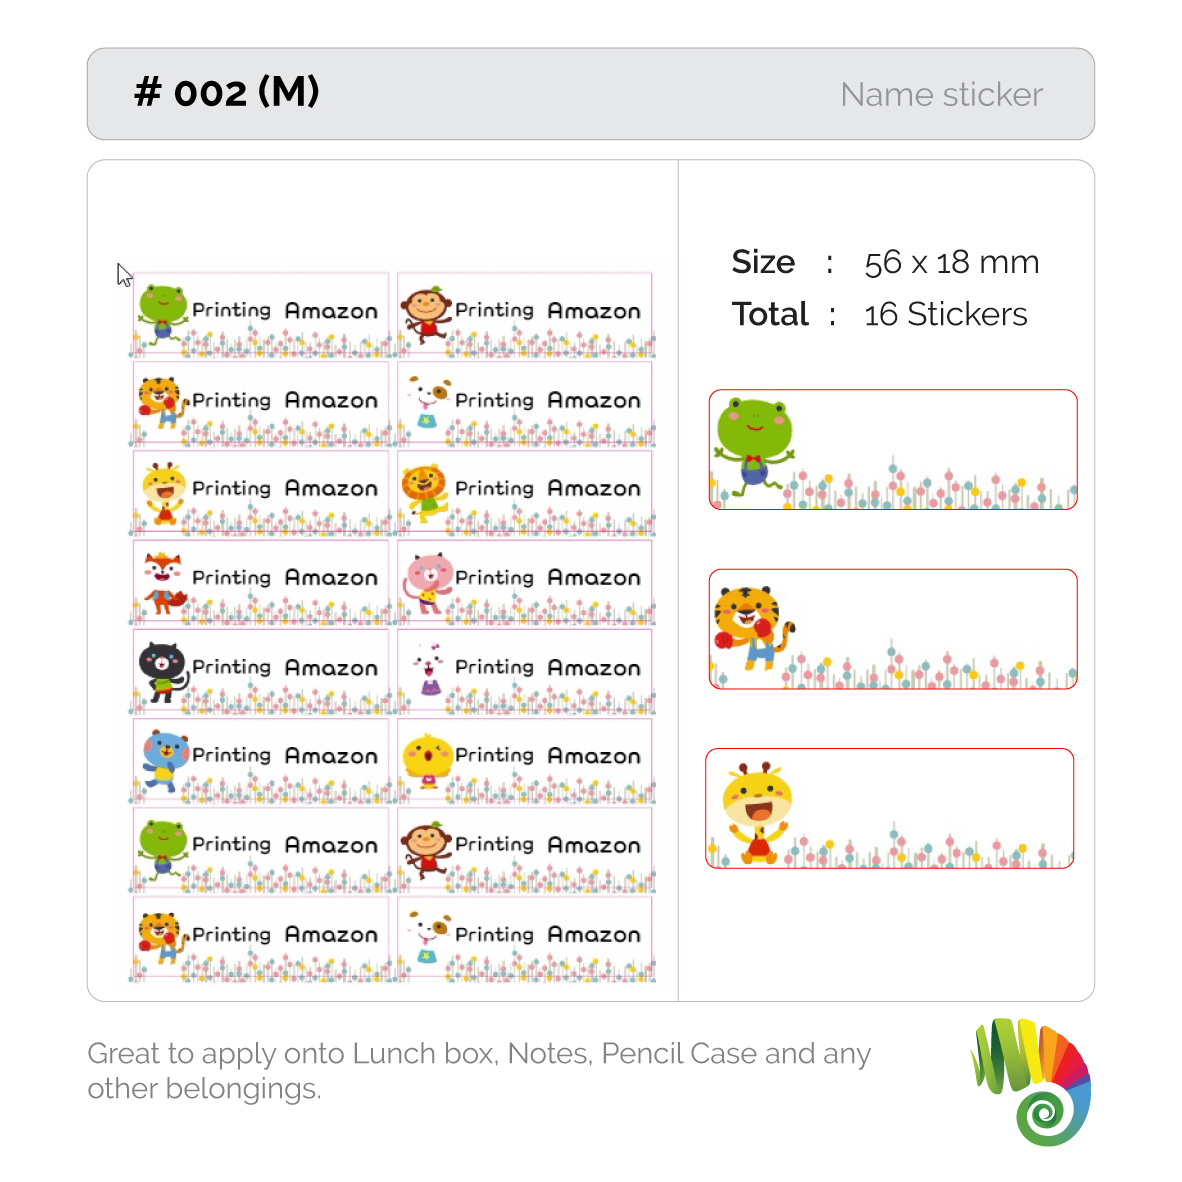 # 002 (M)
Name sticker
Printing Amazon Printing Amazon
Printing Amazon Printing Amazon
Printing Amazon Printing Amazon
Printing Amazon Printing Amazon
Printing Amazon Printing Amazon
Printing Amazon Printing Amazon
Printing Amazon Printing Amazon
Printing Amazon Printing Amazon
Size : 56 x 18 mm
Total : 16 Stickers
Great to apply onto Lunch box, Notes, Pencil Case and any
other belongings.